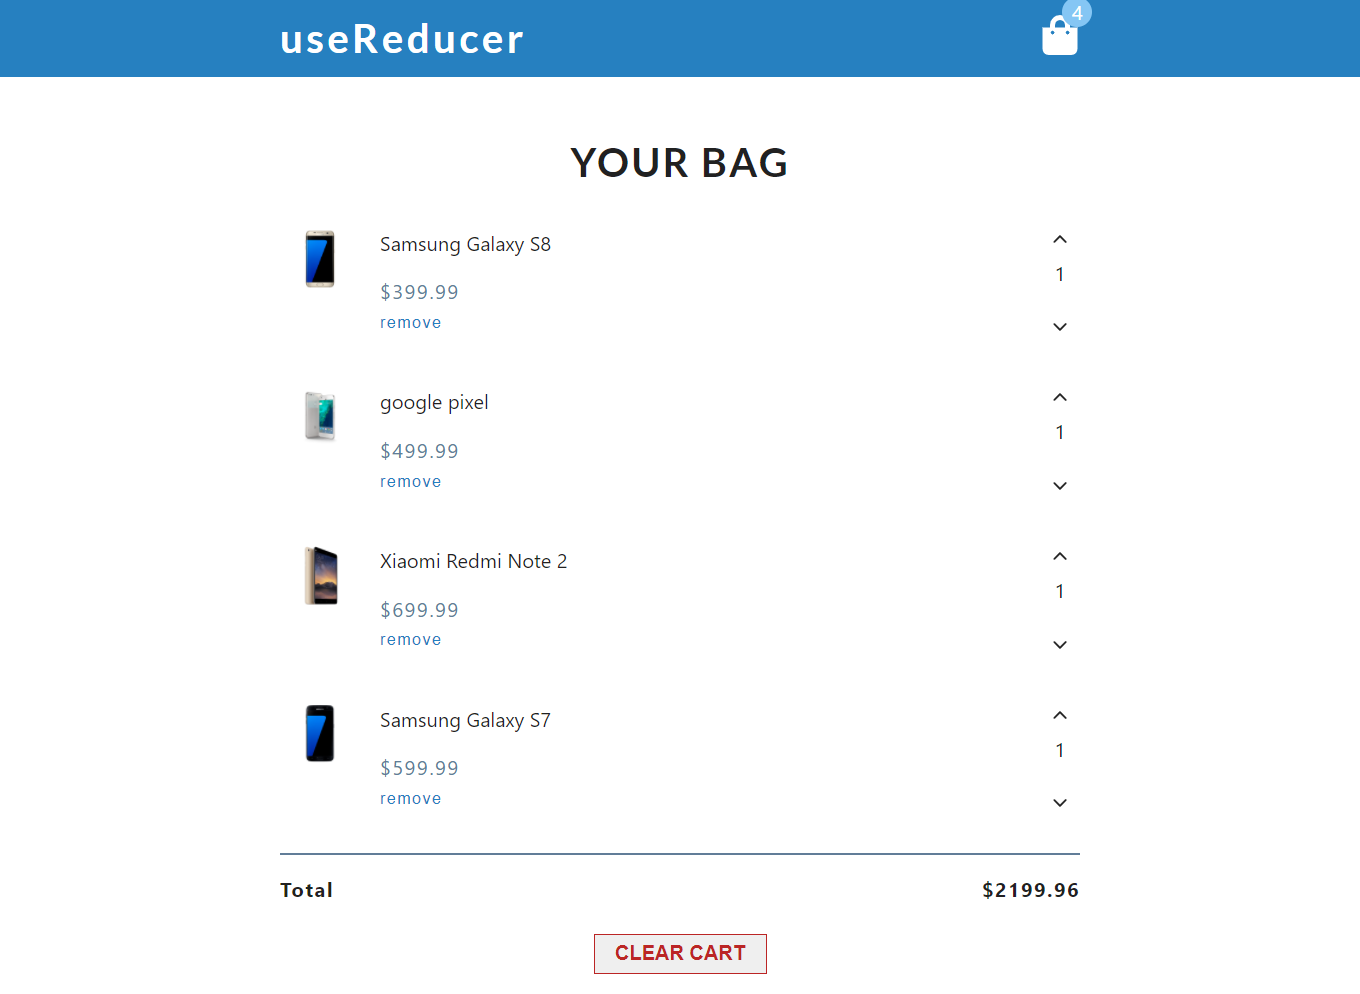 useReducer
4
YOUR BAG
Samsung Galaxy S8
$399.99
remove
1
google pixel
$499.99
remove
1
Xiaomi Redmi Note 2
$699.99
remove
1
Samsung Galaxy S7
$599.99
remove
1
Total $2199.96
CLEAR CART